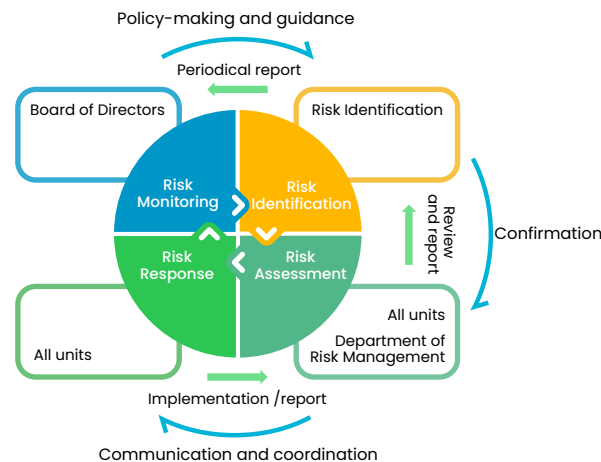 Policy-making and guidance
Periodical report
Board of Directors
Risk Identification
Risk
Monitoring
Risk
Identification
Review
and report
Confirmation
Risk
Response
Risk
Assessment
All units
All units
Department of
Risk Management
Implementation /report
Communication and coordination